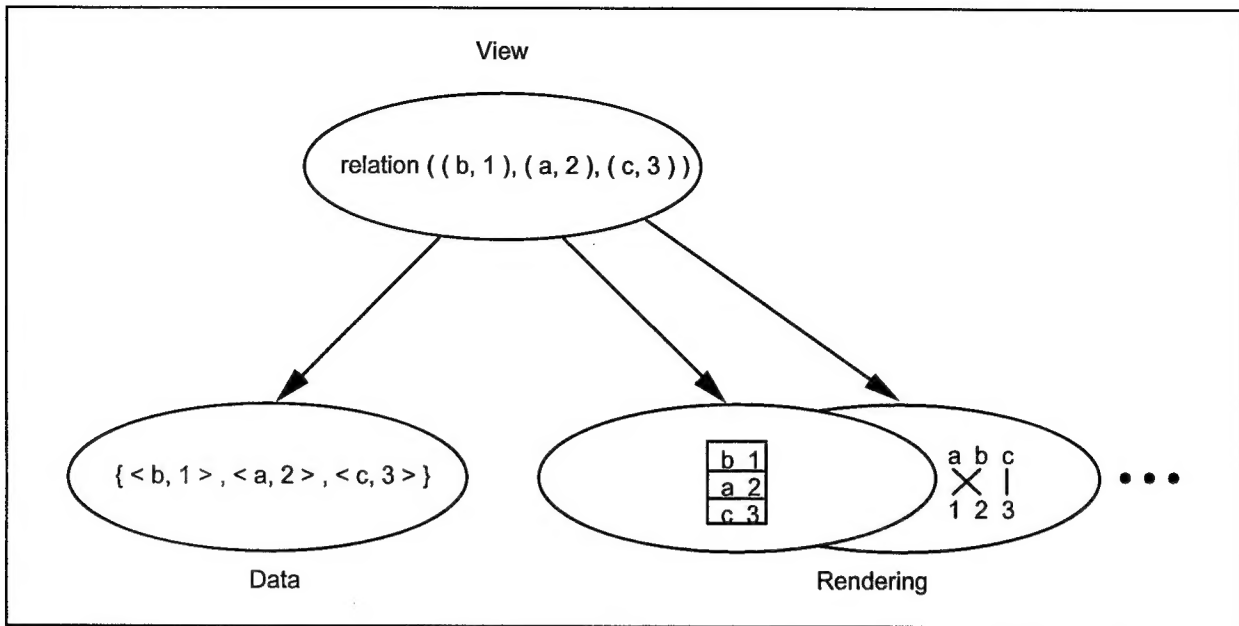 View
relation ( ( b, 1 ), ( a, 2 ), ( c, 3 ) )
{ < b, 1 > , < a, 2 > , < c, 3 > }
b 1
a 2
c 3
a b c
1 2 3
Data
Rendering